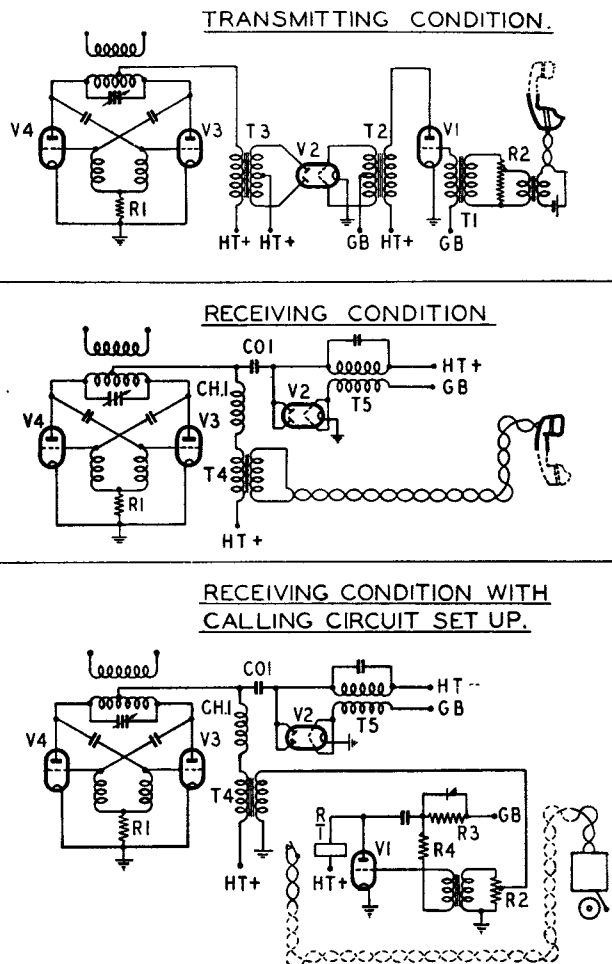 TRANSMITTING CONDITION.
V4
V3
R1
T3
V2
T2
V1
R2
T1
HT+
HT+
GB
HT+
GB
RECEIVING CONDITION
CO1
HT+
GB
CH.1
V2
T5
V4
V3
R1
T4
HT+
RECEIVING CONDITION WITH
CALLING CIRCUIT SET UP.
CO1
HT--
GB
CH.1
V2
T5
V4
V3
R1
T4
HT+
R
T
HT+
V1
R4
R3
GB
R2